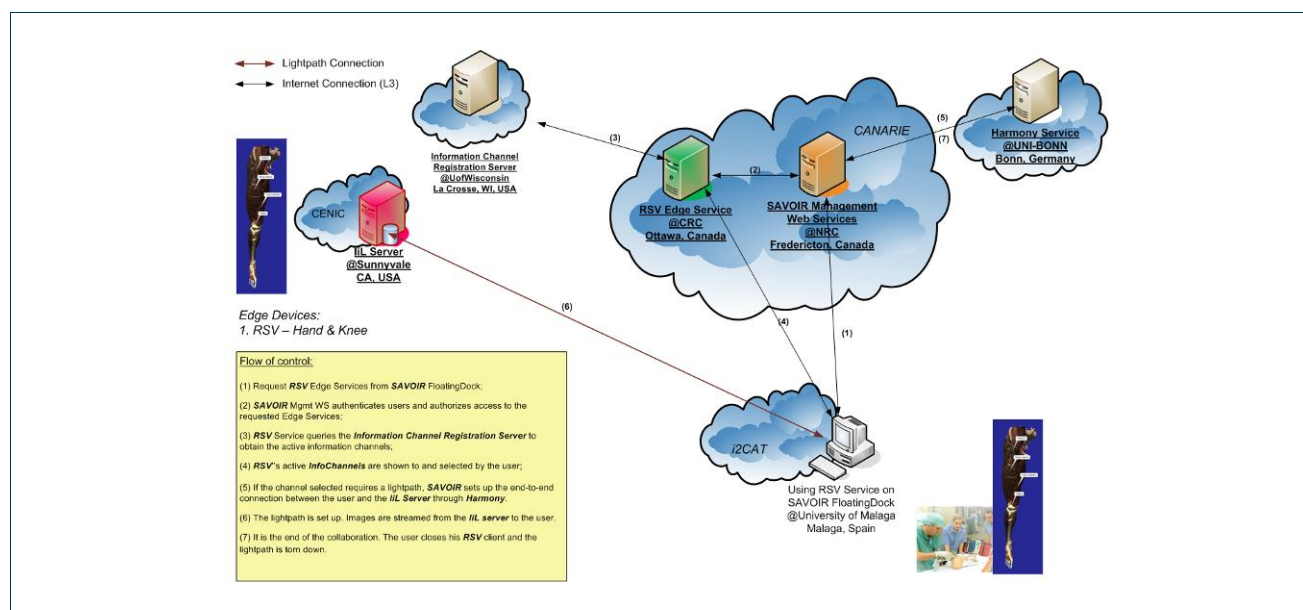 Lightpath Connection
Internet Connection (L3)
Information Channel
Registration Server
@UofWisconsin
La Crosse, WI, USA
(3)
CANARIE
(5)
(7)
Harmony Service
@UNI-BONN
Bonn, Germany
(2)
RSV Edge Service
@CRC
Ottawa, Canada
SAVOIR Management
Web Services
@NRC
Fredericton, Canada
CENIC
IiL Server
@Sunnyvale
CA, USA
(6)
(4)
(1)
Edge Devices:
1. RSV – Hand & Knee
Flow of control:
(1) Request RSV Edge Services from SAVOIR FloatingDock;
(2) SAVOIR Mgmt WS authenticates users and authorizes access to the
requested Edge Services;
(3) RSV Service queries the Information Channel Registration Server to
obtain the active information channels;
(4) RSV"s active InfoChannels are shown to and selected by the user;
(5) If the channel selected requires a lightpath, SAVOIR sets up the end-to-end
connection between the user and the IiL Server through Harmony.
(6) The lightpath is set up. Images are streamed from the IiL server to the user.
(7) It is the end of the collaboration. The user closes his RSV client and the
lightpath is torn down.
i2CAT
Using RSV Service on
SAVOIR FloatingDock
@University of Malaga
Malaga, Spain